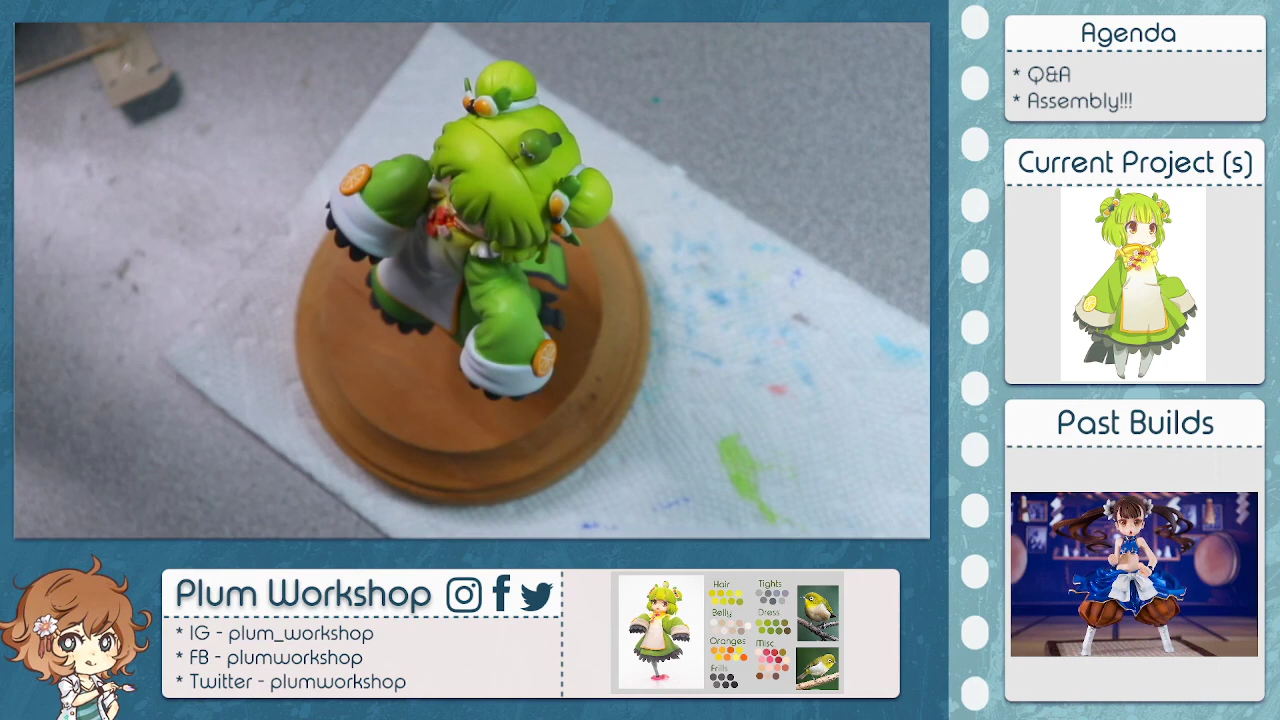 Agenda
* Q&A
* Assembly!!!
Current Project (s)
Past Builds
Plum Workshop
* IG - plum_workshop
* FB - plumworkshop
* Twitter - plumworkshop
Hair
Tights
Belly
Dress
Oranges
Misc.
Frills